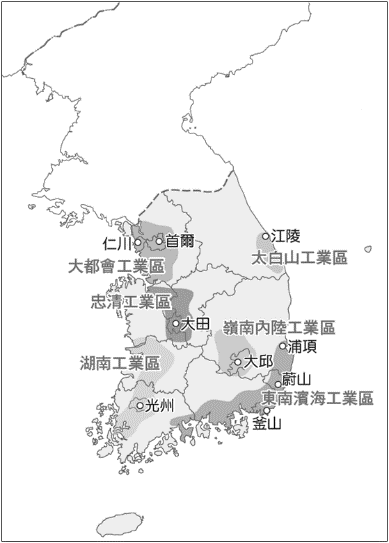 江陵
仁川
首爾
太白山工業區
大都會工業區
忠清工業區
大田
嶺南內陸工業區
浦項
湖南工業區
大邱
蔚山
東南濱海工業區
光州
釜山